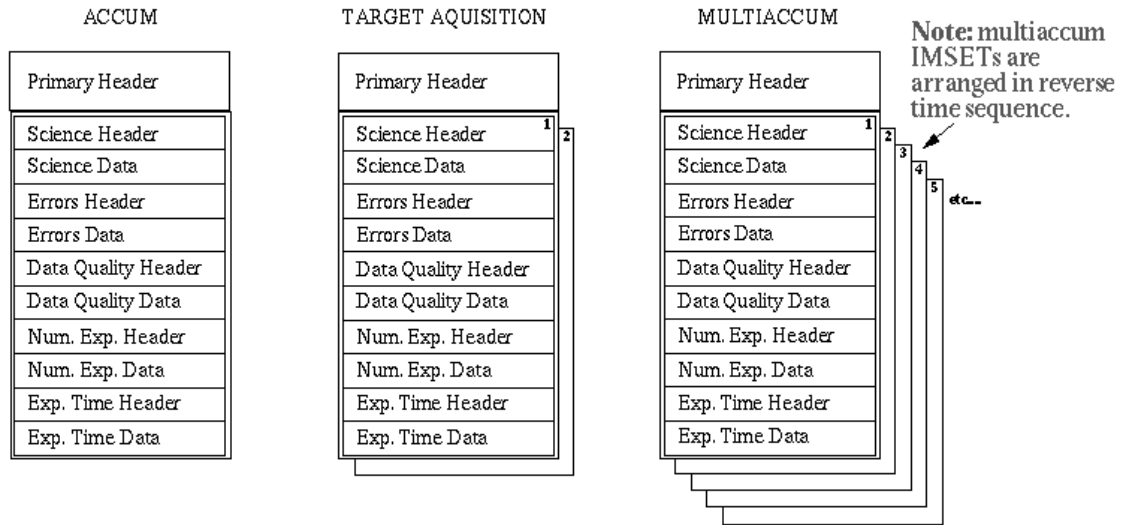 ACCUM
Primary Header
Science Header
Science Data
Errors Header
Errors Data
Data Quality Header
Data Quality Data
Num. Exp. Header
Num. Exp. Data
Exp. Time Header
Exp. Time Data
TARGET AQUISITION
Primary Header
Science Header 1
2
Science Data
Errors Header
Errors Data
Data Quality Header
Data Quality Data
Num. Exp. Header
Num. Exp. Data
Exp. Time Header
Exp. Time Data
MULTIACCUM
Primary Header
Science Header 1
2
3
4
5
etc...
Science Data
Errors Header
Errors Data
Data Quality Header
Data Quality Data
Num. Exp. Header
Num. Exp. Data
Exp. Time Header
Exp. Time Data
Note: multiaccum
IMSETs are
arranged in reverse
time sequence.